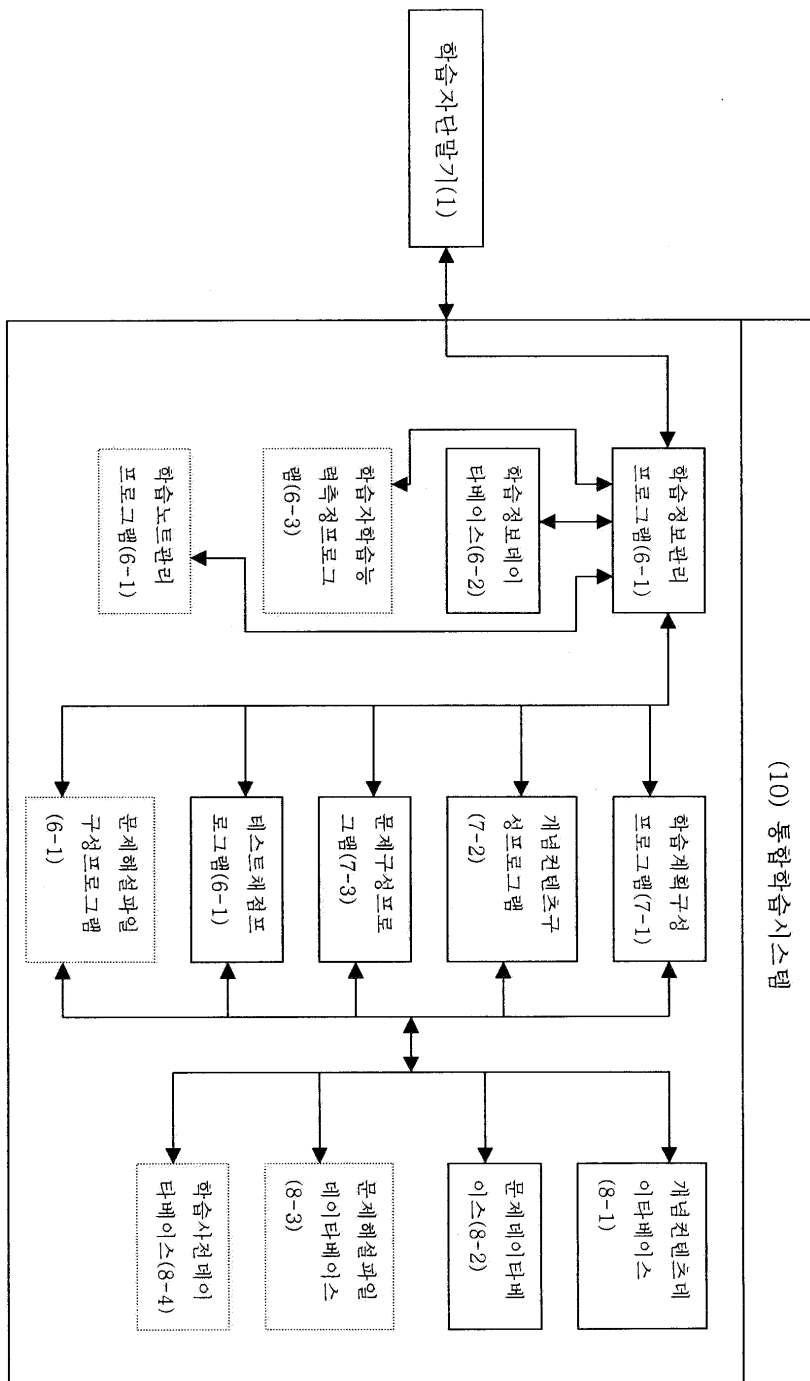 (10) 통합학습시스템
학습자단말기(1)
학습정보관리
프로그램(6-1)
학습정보데이
타베이스(6-2)
학습자학습능
력측정프로그
램(6-3)
학습노트관리
프로그램(6-1)
학습계획구성
프로그램(7-1)
개념컨텐츠구
성프로그램
(7-2)
문제구성프로
그램(7-3)
테스트채점프
로그램(6-1)
문제해설파일
구성프로그램
(6-1)
개념컨텐츠데
이타베이스
(8-1)
문제데이타베
이스(8-2)
문제해설파일
데이타베이스
(8-3)
학습사전데이
타베이스(8-4)